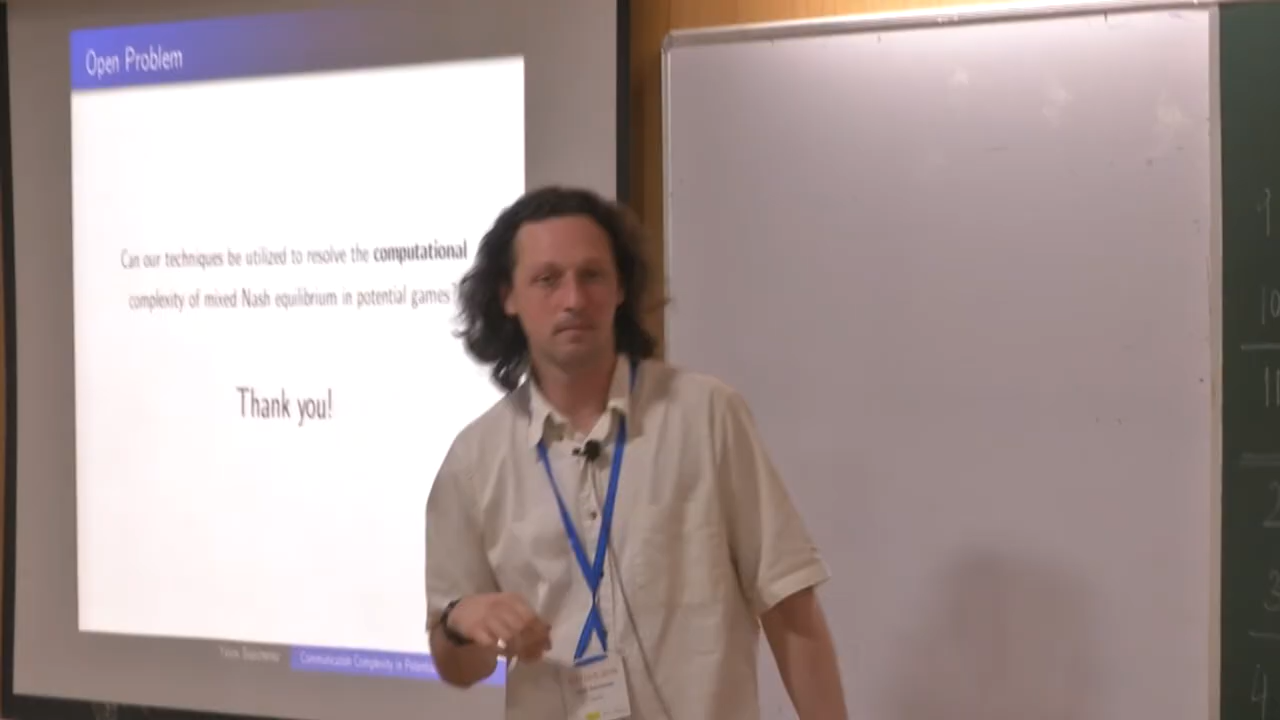 Open Problem
Can our techniques be utilized to resolve the computational
complexity of mixed Nash equilibrium in potential games?
Thank you!
Communication Complexity in Potential